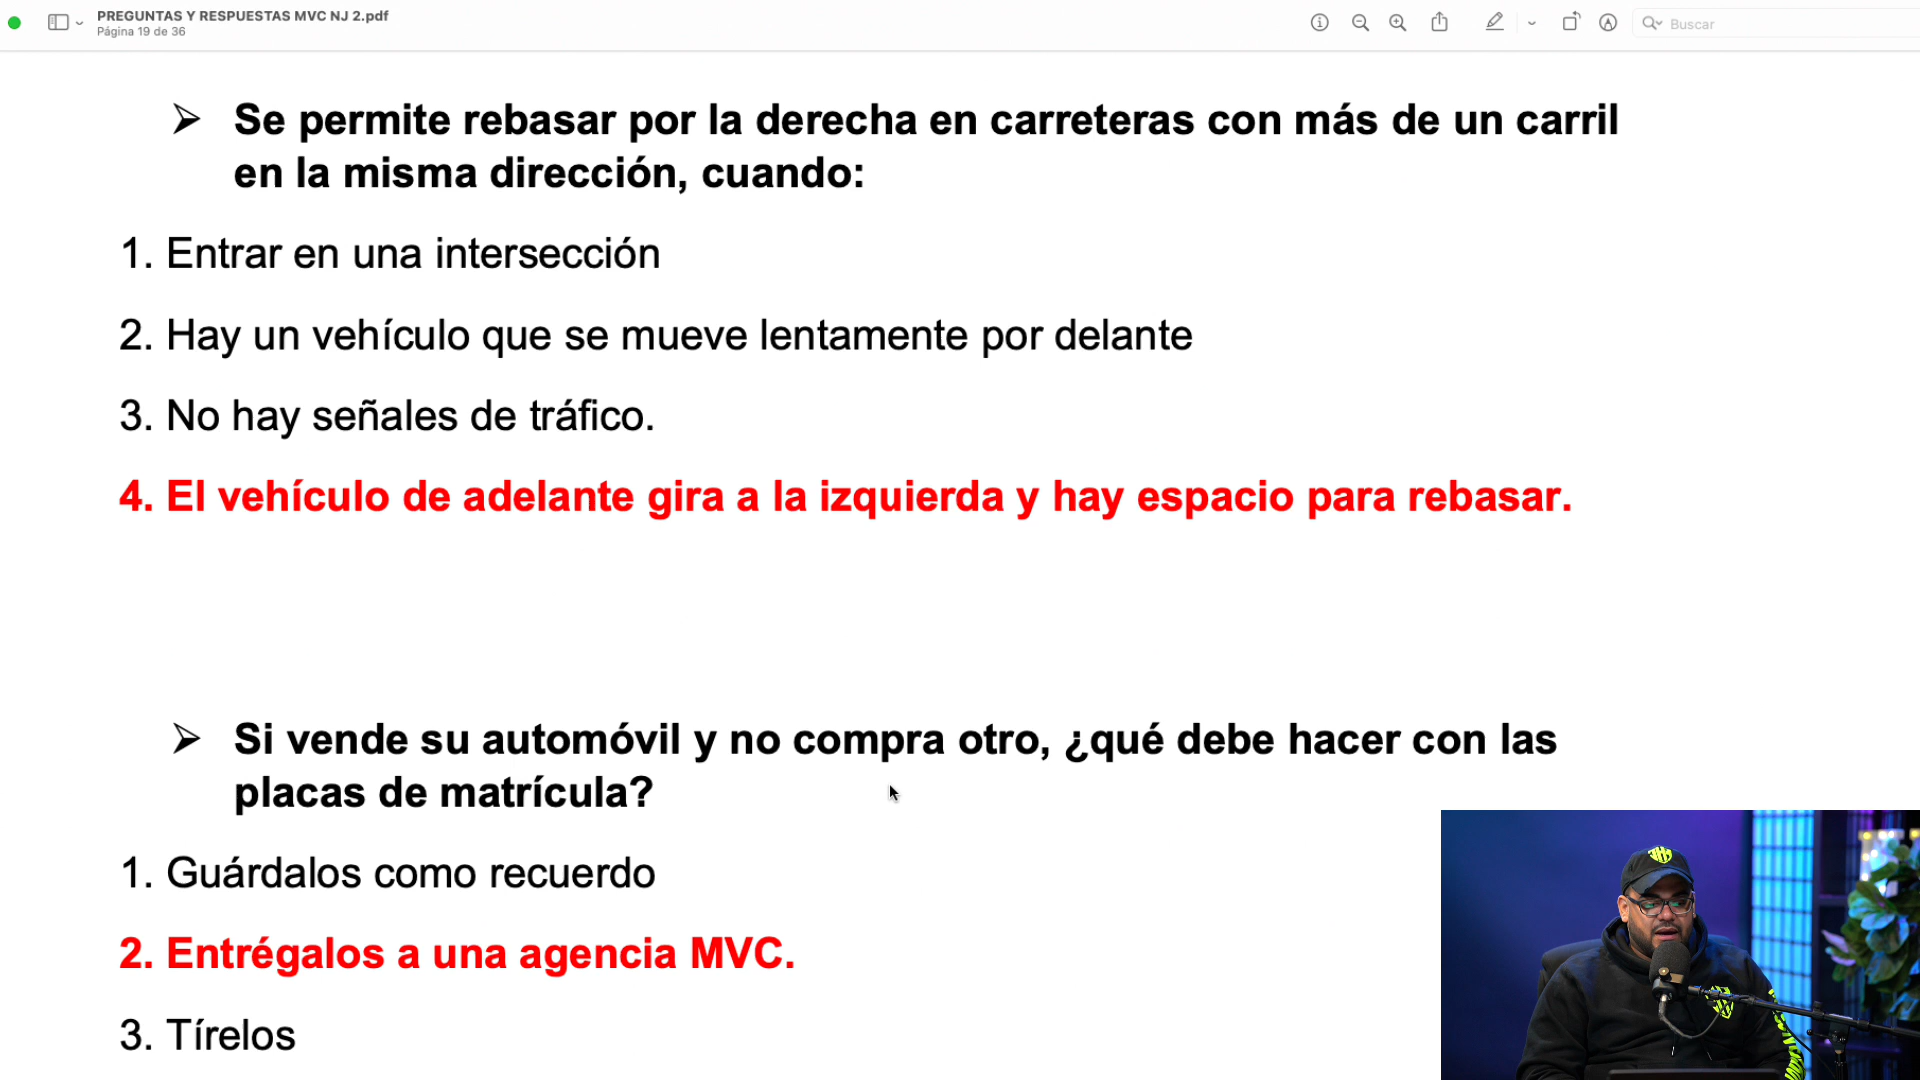 PREGUNTAS Y RESPUESTAS MVC NJ 2.pdf
Página 19 de 36
Buscar
➢ Se permite rebasar por la derecha en carreteras con más de un carril
en la misma dirección, cuando:
1. Entrar en una intersección
2. Hay un vehículo que se mueve lentamente por delante
3. No hay señales de tráfico.
4. El vehículo de adelante gira a la izquierda y hay espacio para rebasar.
➢ Si vende su automóvil y no compra otro, ¿qué debe hacer con las
placas de matrícula?
1. Guárdalos como recuerdo
2. Entrégalos a una agencia MVC.
3. Tírelos